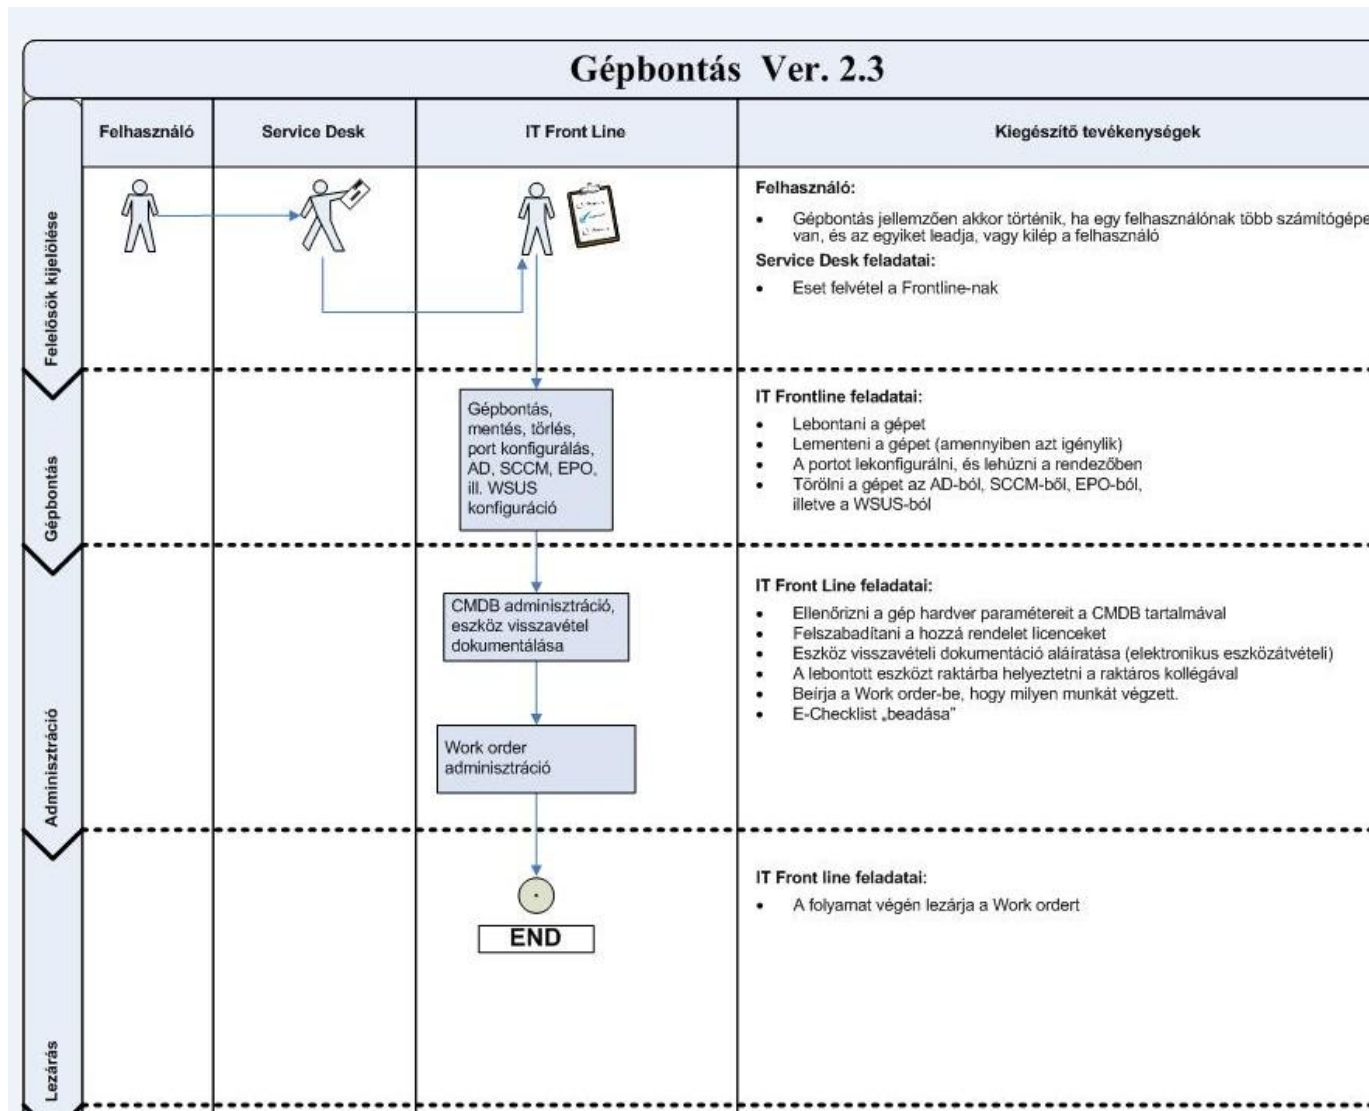 Gépbontás Ver. 2.3
Felhasználó
Service Desk
IT Front Line
Kiegészítő tevékenységek
Felelősök kijelölése
Felhasználó:
• Gépbontás jellemzően akkor történik, ha egy felhasználónak több számítógépe
van, és az egyiket leadja, vagy kilép a felhasználó
Service Desk feladatai:
• Eset felvétel a Frontline-nak
Gépbontás
Gépbontás,
mentés, törlés,
port konfigurálás,
AD, SCCM, EPO,
ill. WSUS
konfiguráció
IT Frontline feladatai:
• Lebontani a gépet
• Lementeni a gépet (amennyiben azt igénylik)
• A portot lekonfigurálni, és lehúzni a rendezőben
• Törölni a gépet az AD-ból, SCCM-ből, EPO-ból,
illetve a WSUS-ból
Adminisztráció
CMDB adminisztráció,
eszköz visszavétel
dokumentálása
Work order
adminisztráció
IT Front Line feladatai:
• Ellenőrizni a gép hardver paramétereit a CMDB tartalmával
• Felszabadítani a hozzá rendelet licenceket
• Eszköz visszavételi dokumentáció aláíratása (elektronikus eszközátvételi)
• A lebontott eszközt raktárba helyeztetni a raktáros kollégával
• Beírja a Work order-be, hogy milyen munkát végzett.
• E-Checklist „beadása”
Lezárás
END
IT Front line feladatai:
• A folyamat végén lezárja a Work ordert